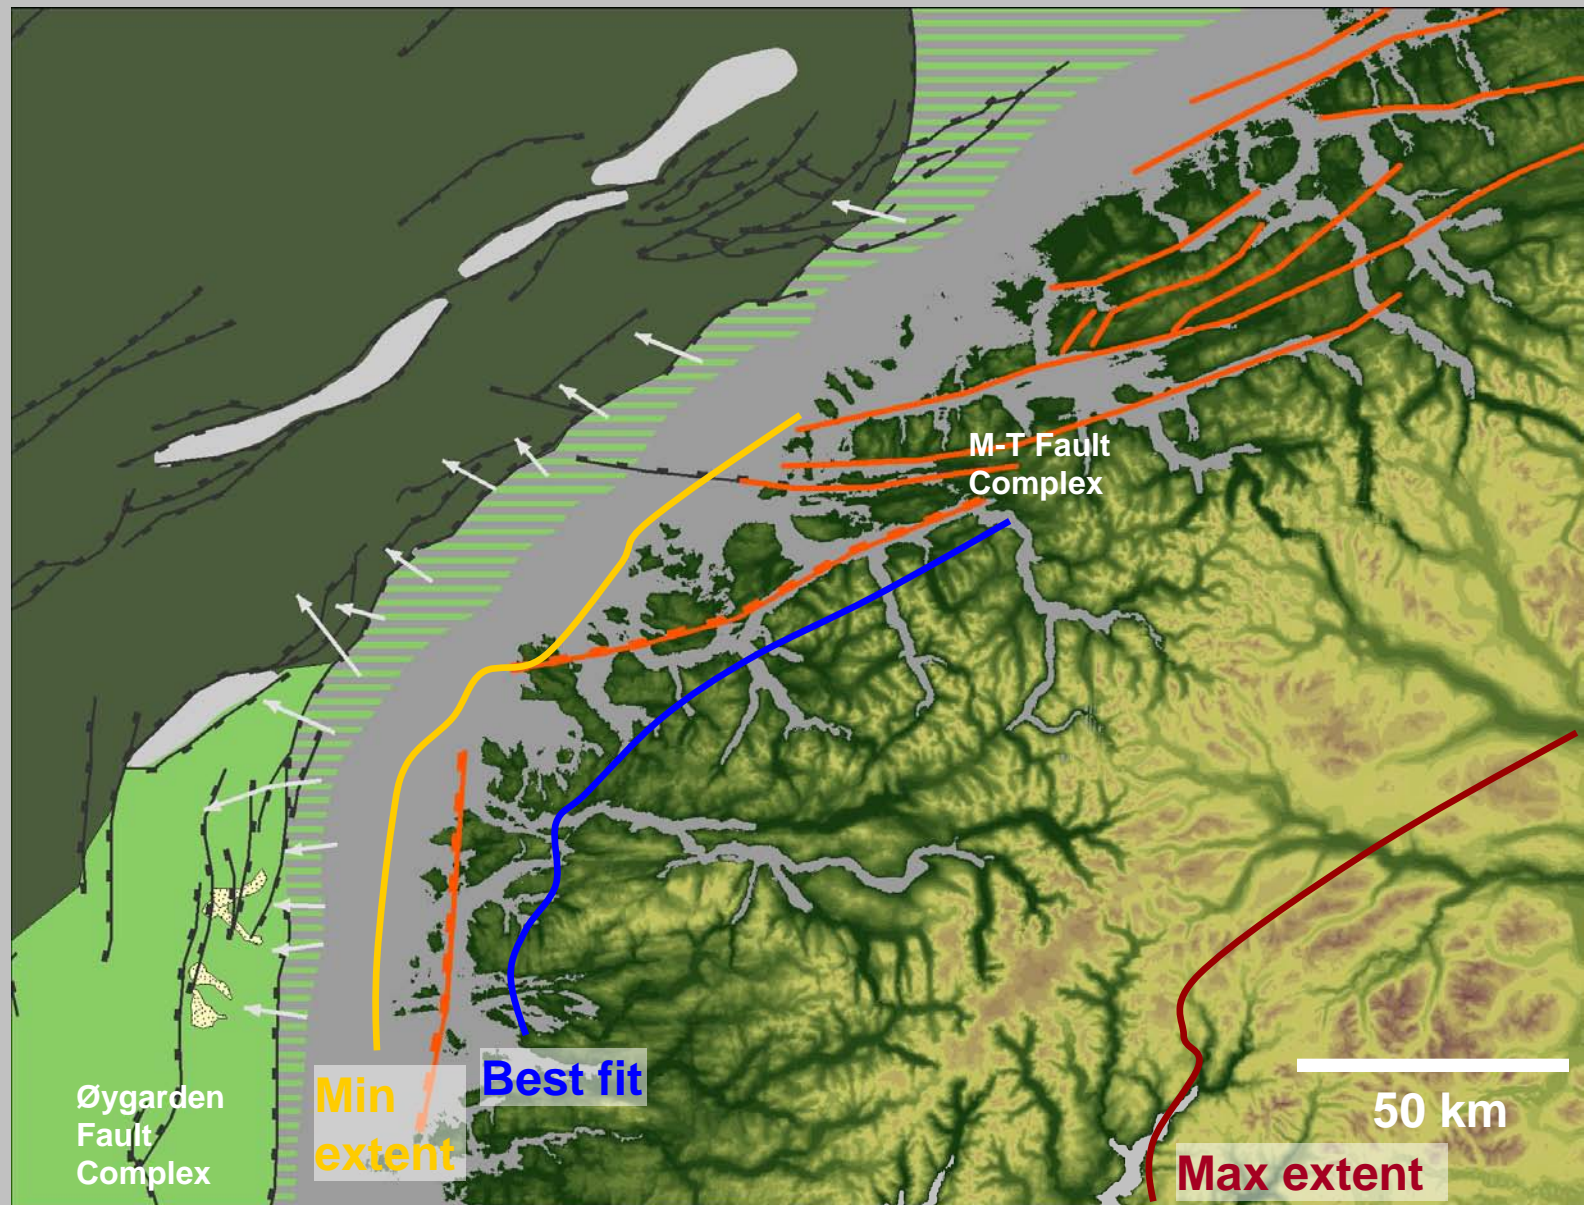 M-T Fault
Complex
Best fit
Min
extent
Øygarden
Fault
Complex
50 km
Max extent